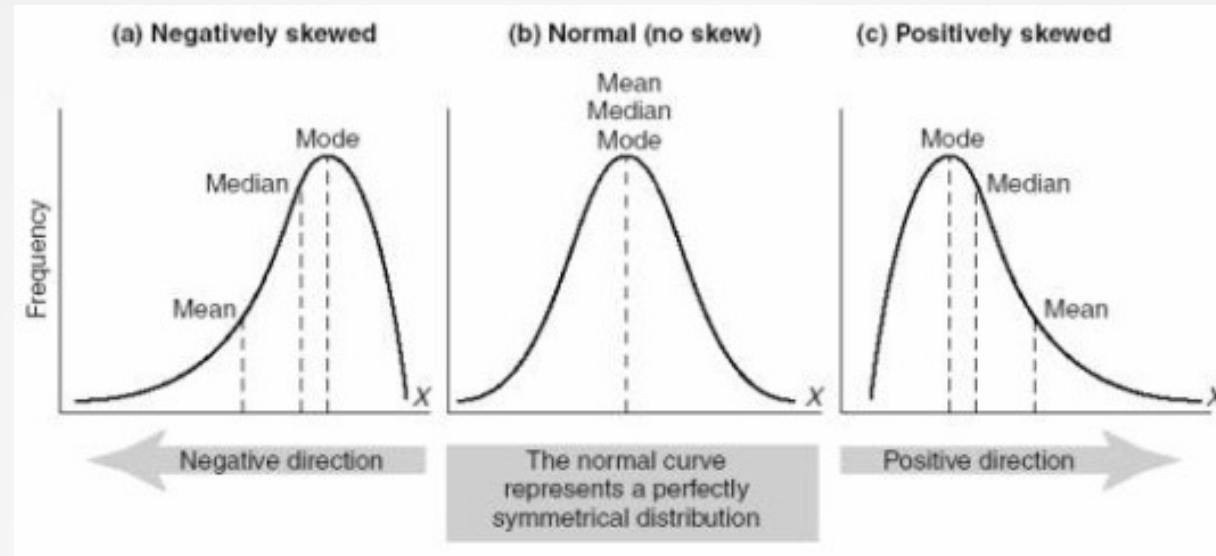 (a) Negatively skewed
(b) Normal (no skew)
(c) Positively skewed
Frequency
Mode
Median
Mean
X
Mean
Median
Mode
X
Mode
Median
Mean
X
Negative direction
The normal curve
represents a perfectly
symmetrical distribution
Positive direction